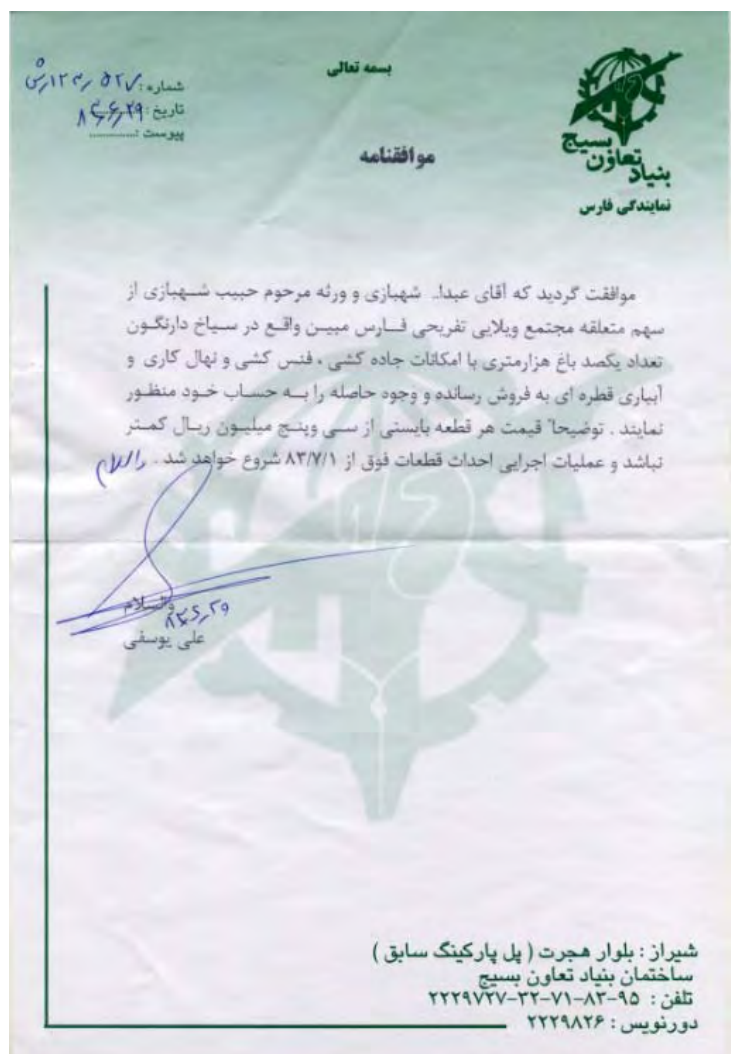 بسمه تعالی
شماره :
تاریخ : ۸۳/۶/۲۹
پیوست :..............
بنیاد تعاون بسیج
نمایندگی فارس
موافقنامه
موافقت گردید که آقای عبدا.. شهبازی و ورثه مرحوم حبیب شهبازی از
سهم متعلقه مجتمع ویلایی تفریحی فارس مبین واقع در سیاخ دارنگون
تعداد یکصد باغ هزارمتری با امکانات جاده کشی ، فنس کشی و نهال کاری و
آبیاری قطره ای به فروش رسانده و وجوه حاصله را به حساب خود منظور
نمایند . توضیحاً قیمت هر قطعه بایستی از سی وپنج میلیون ریال کمتر
نباشد و عملیات اجرایی احداث قطعات فوق از ۸۳/۷/۱ شروع خواهد شد . والسلام
والسلام
۸۳/۶/۲۹
علی یوسفی
شیراز : بلوار هجرت ( پل پارکینگ سابق )
ساختمان بنیاد تعاون بسیج
تلفن : ۹۵-۸۳-۷۱-۳۲-۲۲۲۹۷۲۷
دورنویس : ۲۲۲۹۸۲۶